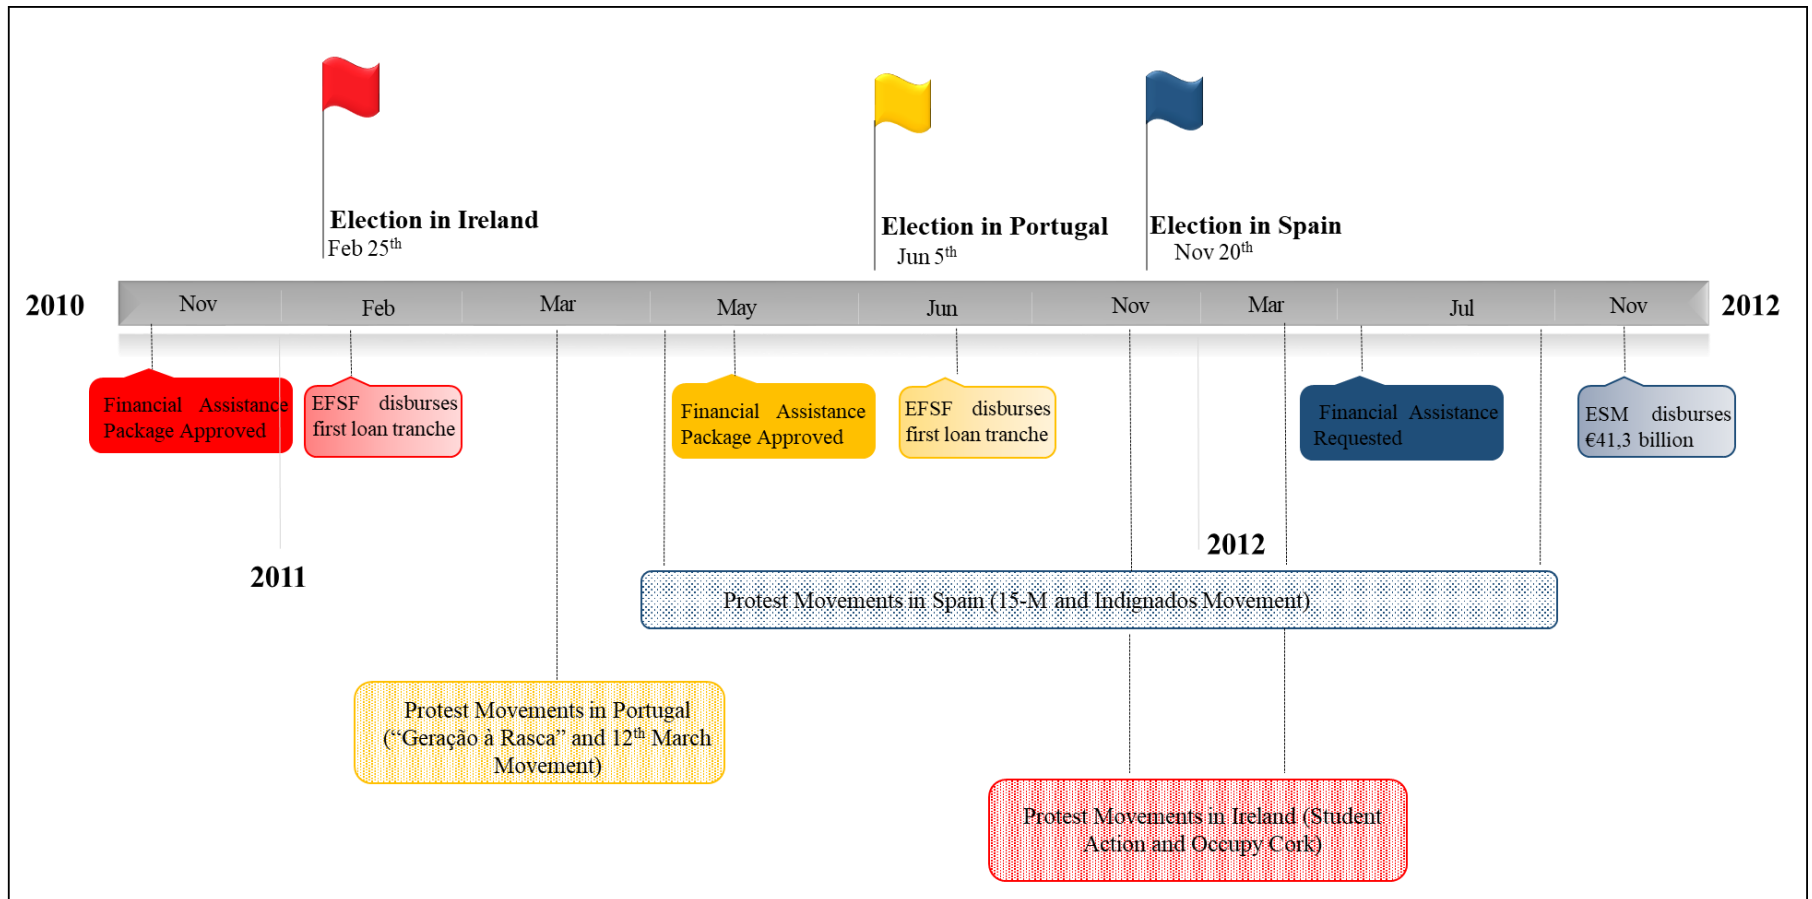 Election in Ireland
Feb 25th
Election in Portugal
Jun 5th
Election in Spain
Nov 20th
2010
Nov
Feb
Mar
May
Jun
Nov
Mar
Jul
Nov
2012
Financial Assistance
Package Approved
EFSF disburses
first loan tranche
Financial Assistance
Package Approved
EFSF disburses
first loan tranche
Financial Assistance
Requested
ESM disburses
€41,3 billion
2011
2012
Protest Movements in Spain (15-M and Indignados Movement)
Protest Movements in Portugal
(“Geração à Rasca” and 12th March
Movement)
Protest Movements in Ireland (Student
Action and Occupy Cork)